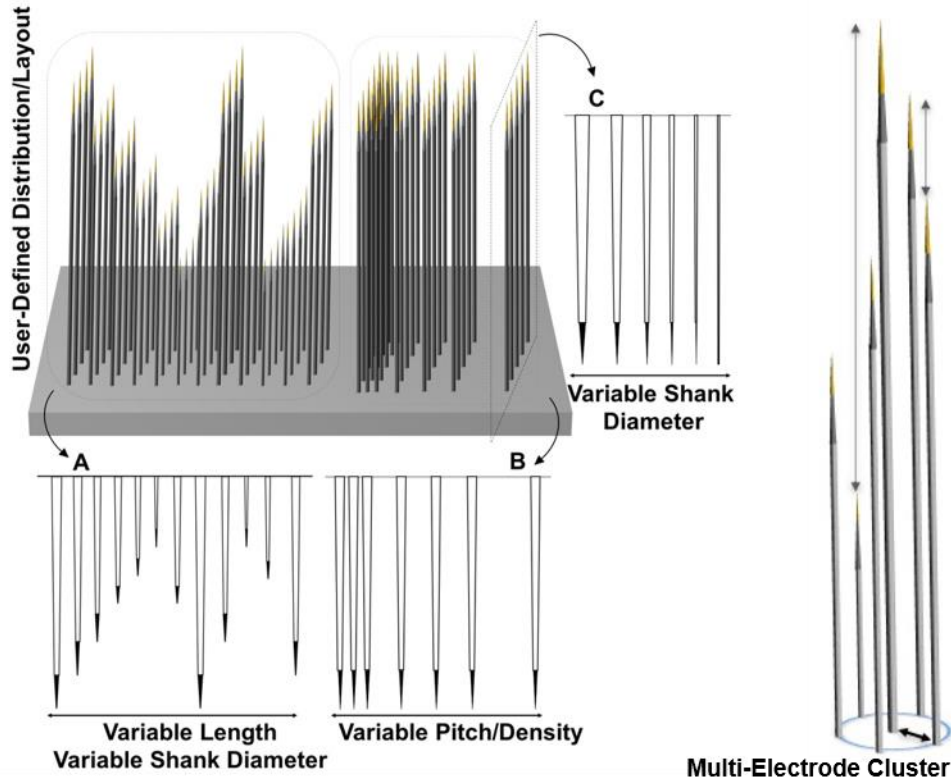 User-Defined Distribution/Layout
C
Variable Shank
Diameter
A
B
Variable Length
Variable Shank Diameter
Variable Pitch/Density
Multi-Electrode Cluster